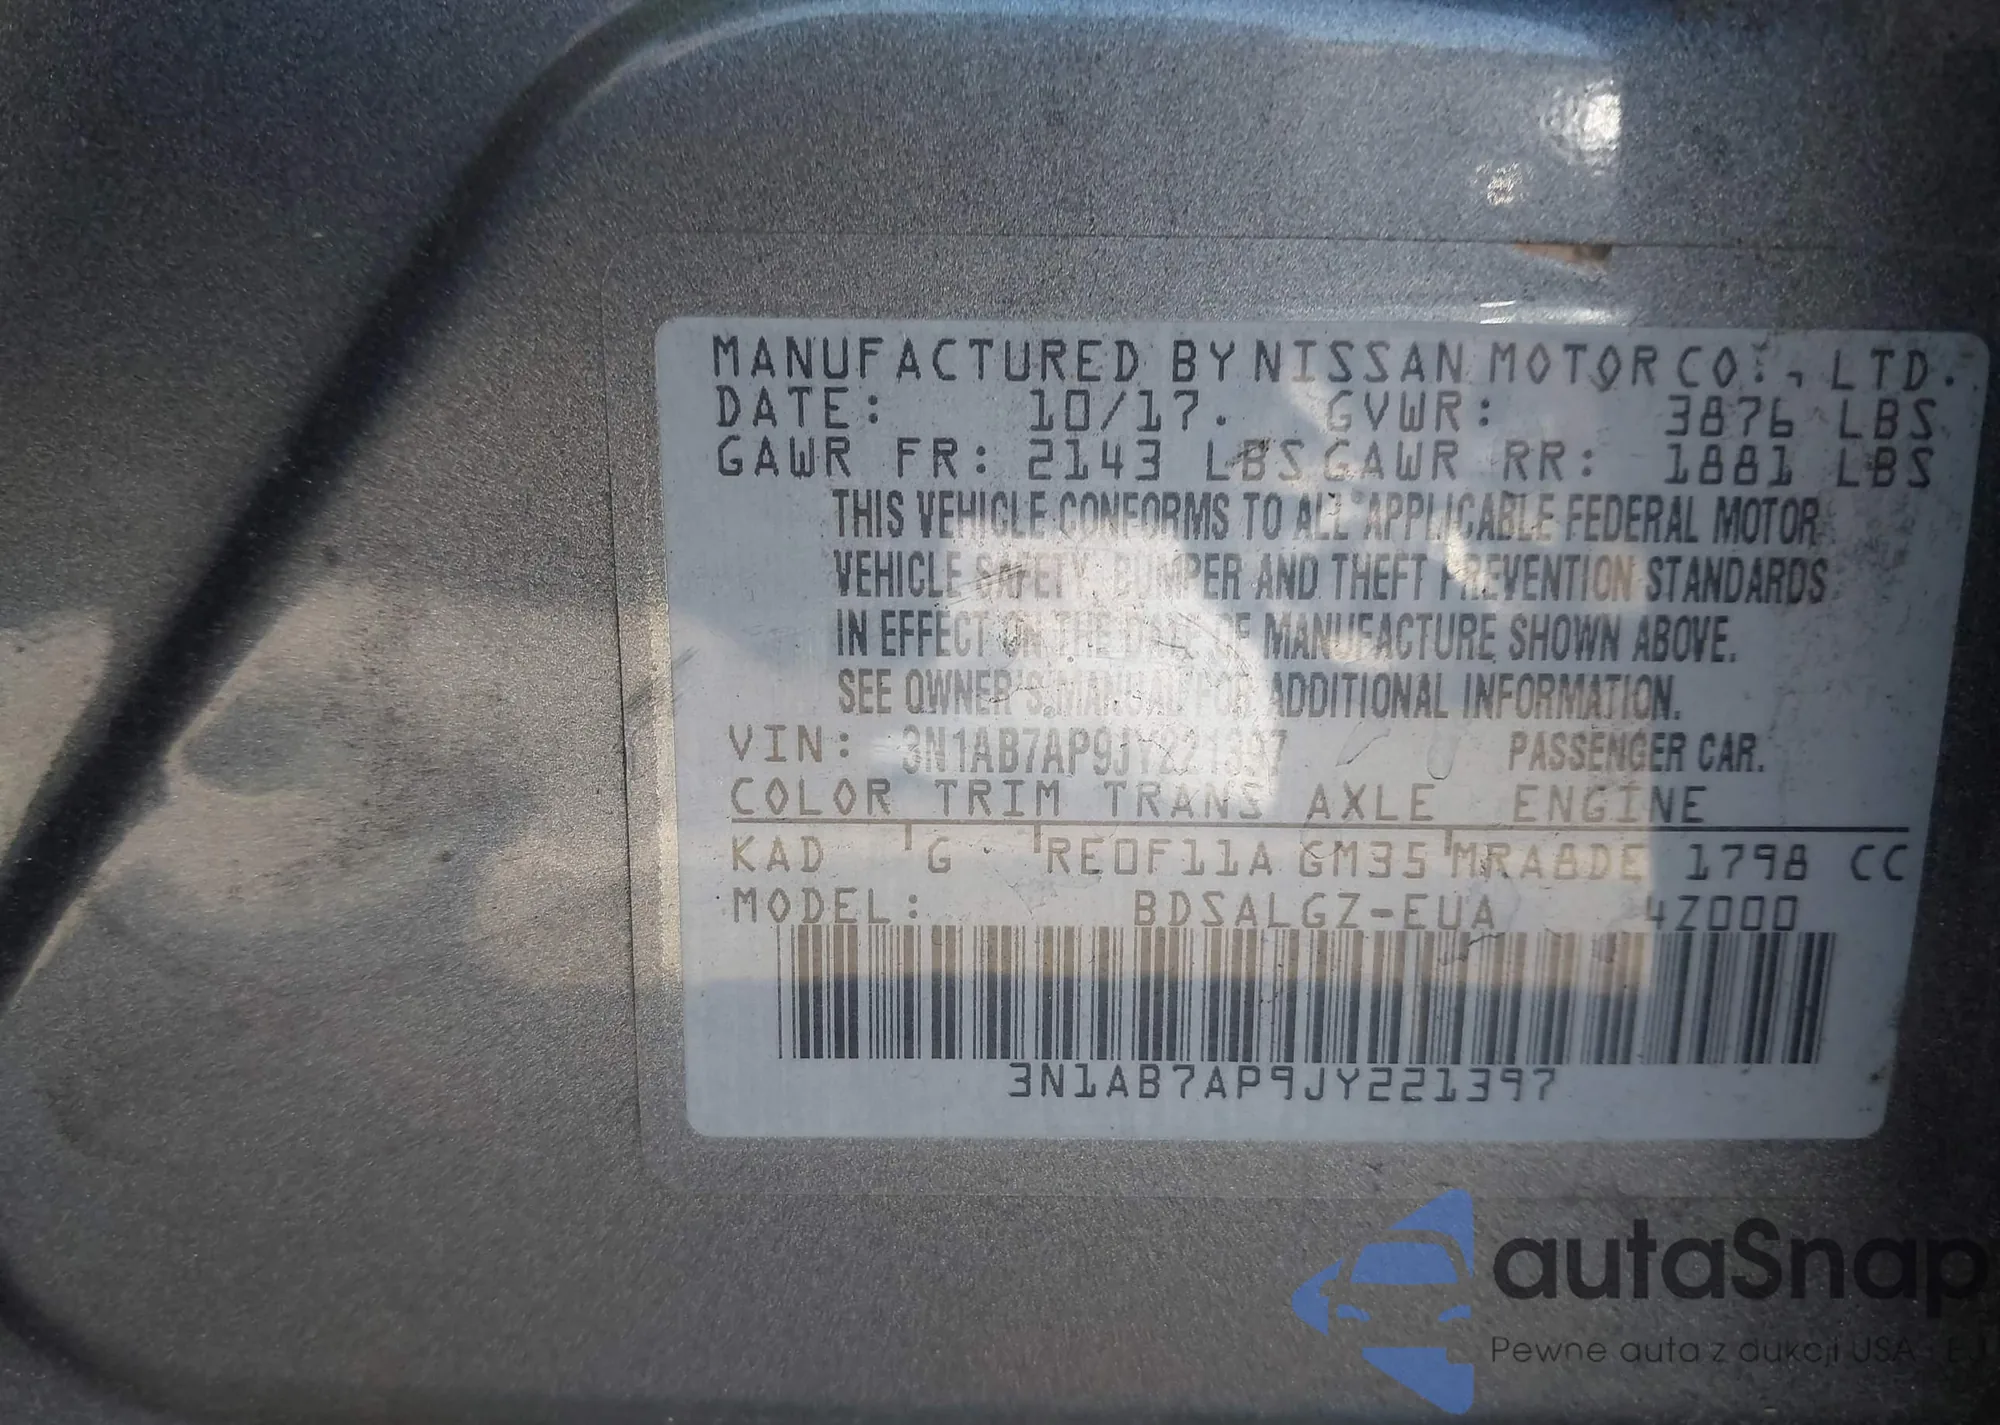 MANUFACTURED BY NISSAN MOTOR CO., LTD.
DATE: 10/17. GVWR: 3876 LBS
GAWR FR: 2143 LBS GAWR RR: 1881 LBS
THIS VEHICLE CONFORMS TO ALL APPLICABLE FEDERAL MOTOR
VEHICLE SAFETY, BUMPER AND THEFT PREVENTION STANDARDS
IN EFFECT ON THE DATE OF MANUFACTURE SHOWN ABOVE.
SEE OWNER'S MANUAL FOR ADDITIONAL INFORMATION.
VIN: 3N1AB7AP9JY221397 PASSENGER CAR.
COLOR TRIM TRANS AXLE ENGINE
KAD G RE0F11A GM35 MRA8DE 1798 CC
MODEL: BDSALGZ-EUA 4Z000
3N1AB7AP9JY221397
autaSnap
Pewne auta z aukcji USA